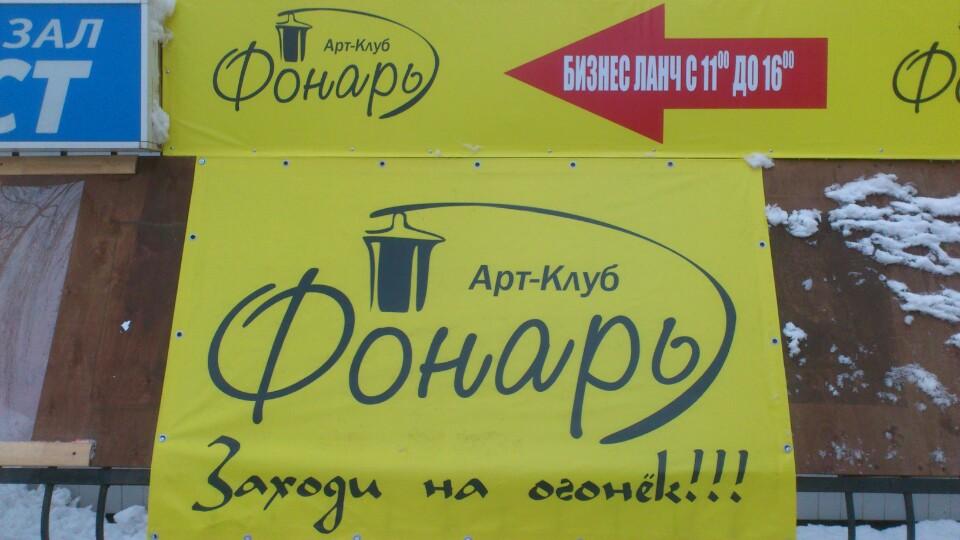 ЗАЛ
СТ
Арт-Клуб
Фонарь
БИЗНЕС ЛАНЧ С 11⁰⁰ ДО 16⁰⁰
Арт-Клуб
Фонарь
Заходи на огонёк!!!